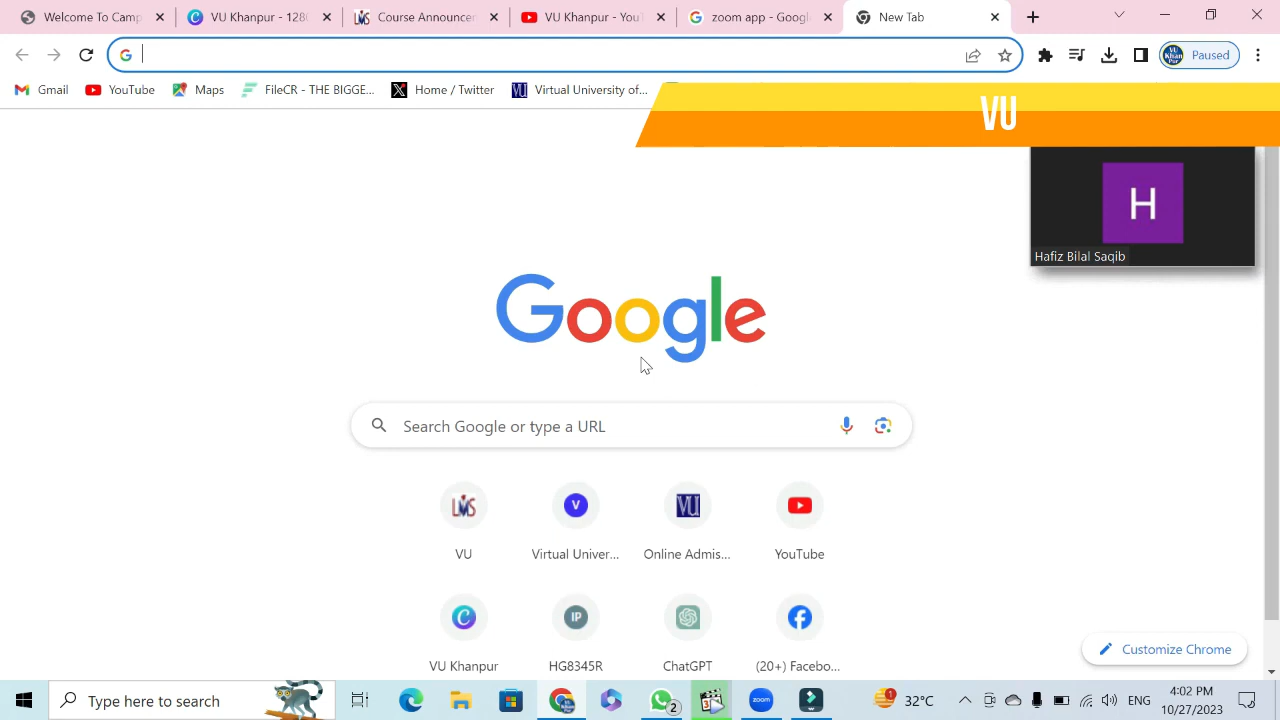 Welcome To Camp
VU Khanpur - 128
Course Announce
VU Khanpur - YouT
zoom app - Google
New Tab
Paused
Gmail
YouTube
Maps
FileCR - THE BIGGE...
Home / Twitter
Virtual University of...
VU
H
Hafiz Bilal Saqib
Google
Search Google or type a URL
VU
Virtual Univer...
Online Admis...
YouTube
VU Khanpur
HG8345R
ChatGPT
(20+) Facebo...
Customize Chrome
Type here to search
32°C
ENG
4:02 PM
10/27/2023